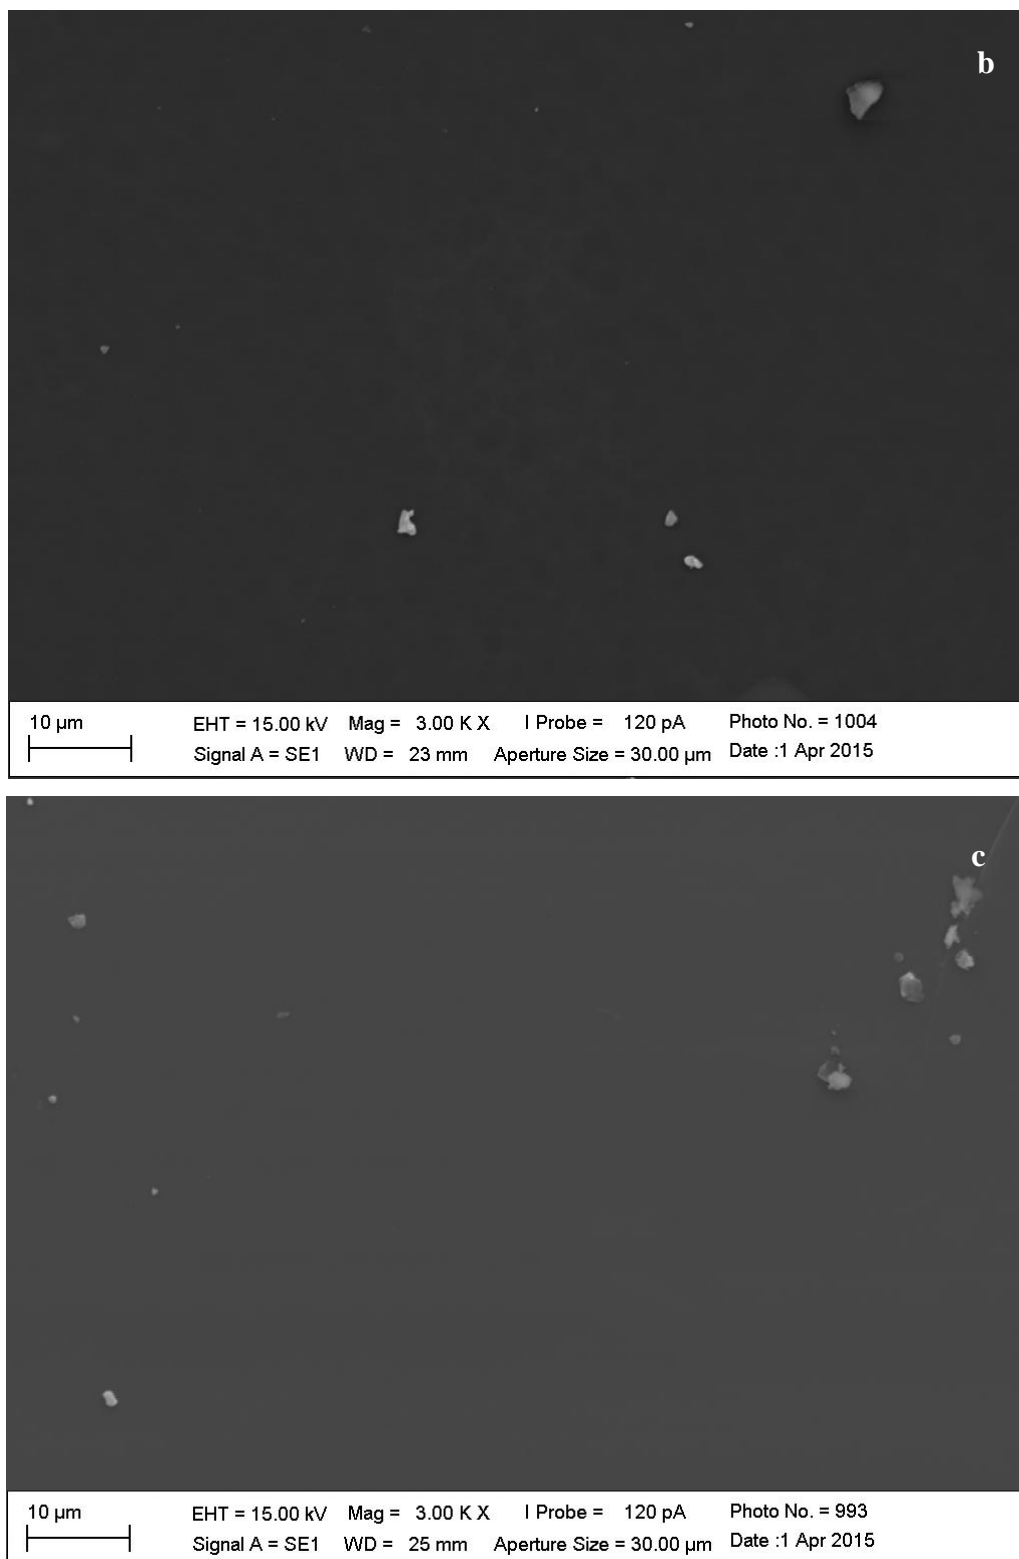 b
10 µm EHT = 15.00 kV Mag = 3.00 K X I Probe = 120 pA Photo No. = 1004
Signal A = SE1 WD = 23 mm Aperture Size = 30.00 µm Date :1 Apr 2015
c
10 µm EHT = 15.00 kV Mag = 3.00 K X I Probe = 120 pA Photo No. = 993
Signal A = SE1 WD = 25 mm Aperture Size = 30.00 µm Date :1 Apr 2015